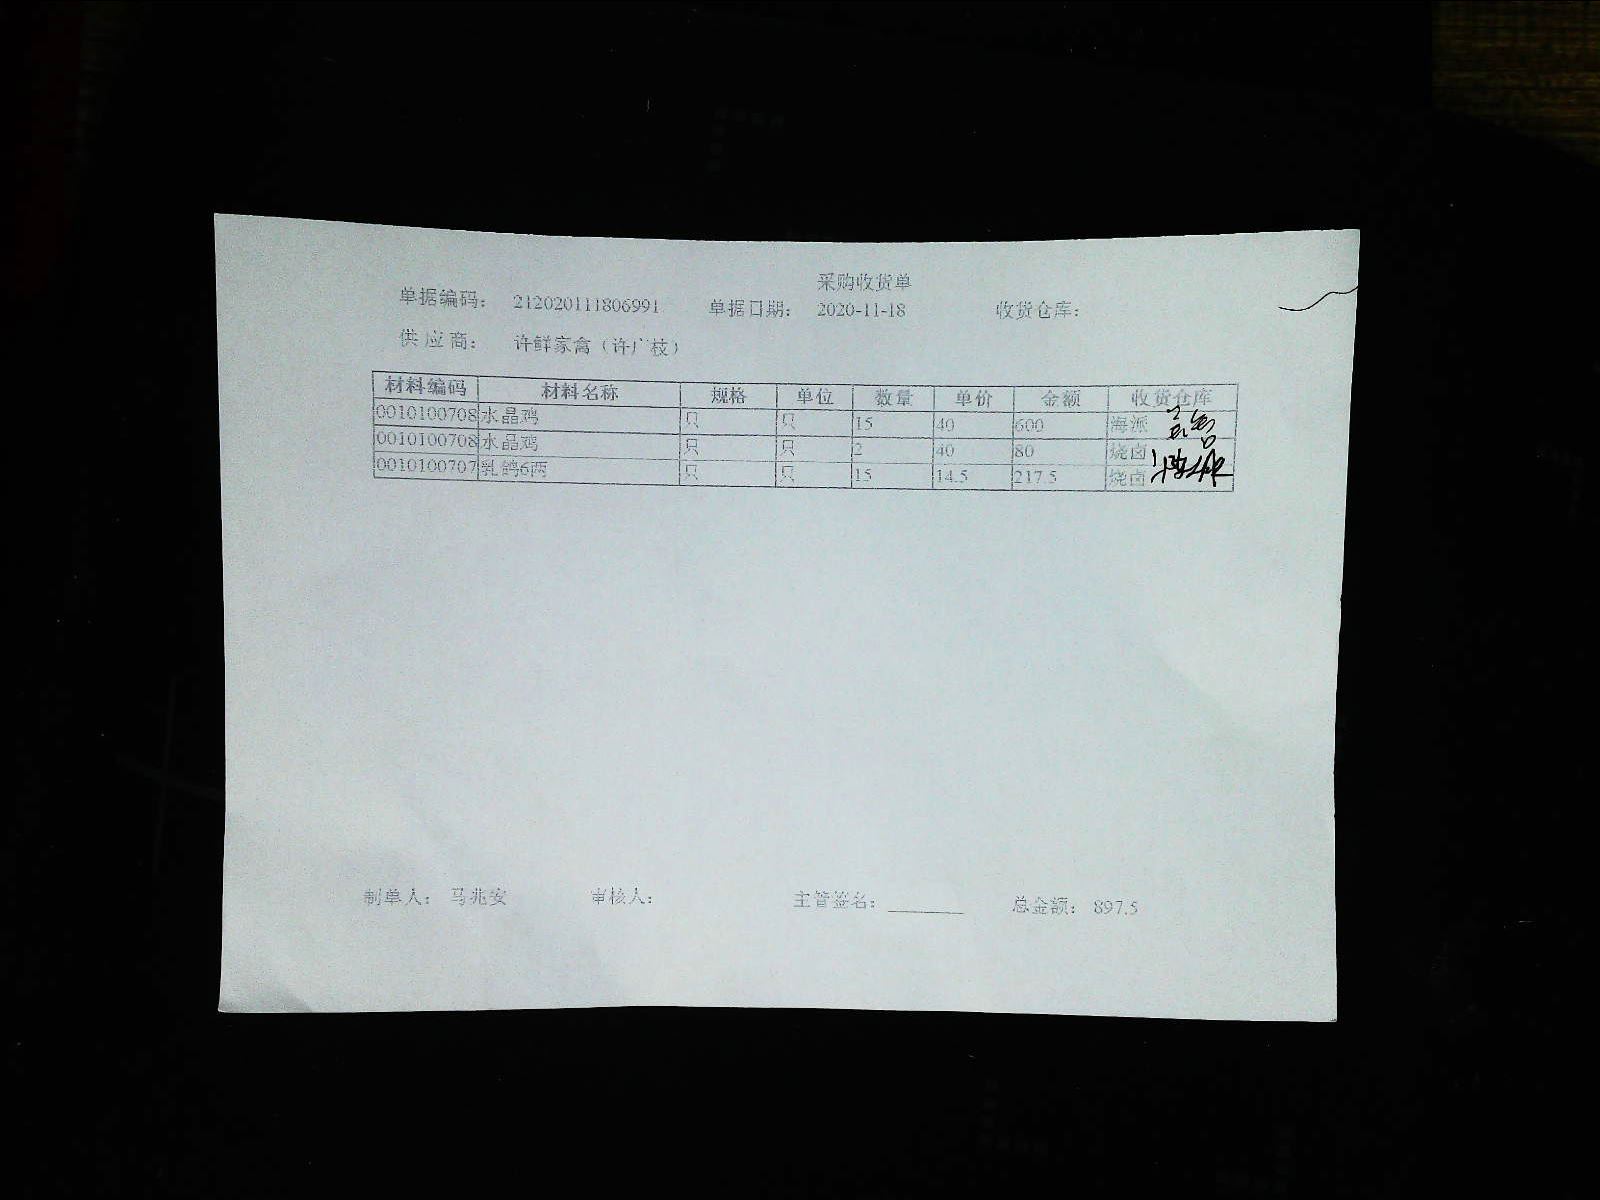 采购收货单
单据编码： 212020111806991 单据日期： 2020-11-18 收货仓库：
供应商： 许鲜家禽（许广枝）
材料编码 材料名称 规格 单位 数量 单价 金额 收货仓库
0010100708 水晶鸡 只 只 15 40 600 海派
0010100708 水晶鸡 只 只 2 40 80 烧卤
0010100707 乳鸽6两 只 只 15 14.5 217.5 烧卤
制单人： 马兆安 审核人： 主管签名： 总金额： 897.5